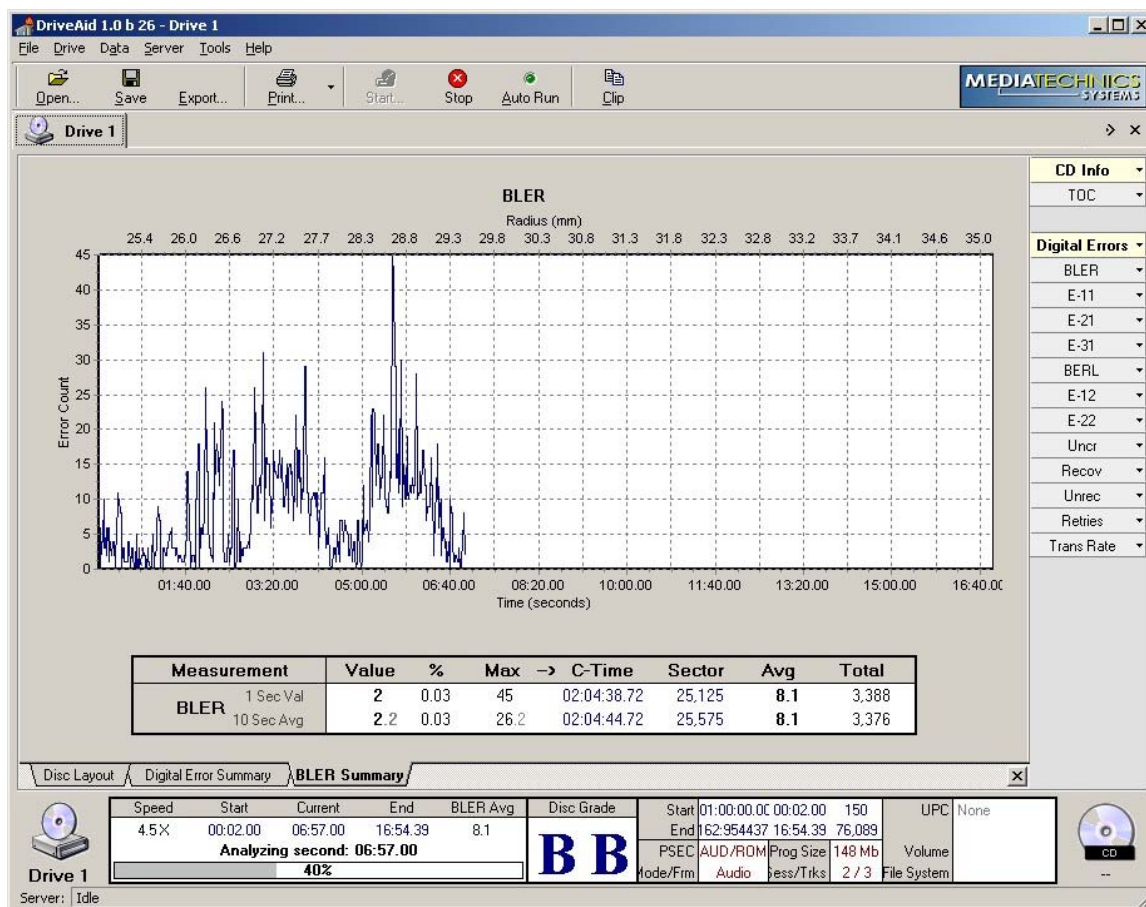 DriveAid 1.0 b 26 - Drive 1
File Drive Data Server Tools Help
Open... Save Export... Print... Start... Stop Auto Run Clip
MEDIATECHNICS
SYSTEMS
Drive 1
BLER
Radius (mm)
25.4 26.0 26.6 27.2 27.7 28.3 28.8 29.3 29.8 30.3 30.8 31.3 31.8 32.3 32.8 33.2 33.7 34.1 34.6 35.0
45
40
35
30
25
20
15
10
5
0
Error Count
01:40.00 03:20.00 05:00.00 06:40.00 08:20.00 10:00.00 11:40.00 13:20.00 15:00.00 16:40.00
Time (seconds)
CD Info
TOC
Digital Errors
BLER
E-11
E-21
E-31
BERL
E-12
E-22
Uncr
Recov
Unrec
Retries
Trans Rate
Measurement Value % Max -> C-Time Sector Avg Total
BLER
1 Sec Val 2 0.03 45 02:04:38.72 25,125 8.1 3,388
10 Sec Avg 2.2 0.03 26.2 02:04:44.72 25,575 8.1 3,376
Disc Layout Digital Error Summary BLER Summary
Speed Start Current End BLER Avg
4.5X 00:02.00 06:57.00 16:54.39 8.1
Analyzing second: 06:57.00
40%
Disc Grade
B B
Start 01:00:00.00 00:02.00 150
End 162:954437 16:54.39 76,089
PSEC AUD/ROM Prog Size 148 Mb
Mode/Frm Audio Sess/Trks 2 / 3
UPC None
Volume
File System
Drive 1
CD
--
Server: Idle